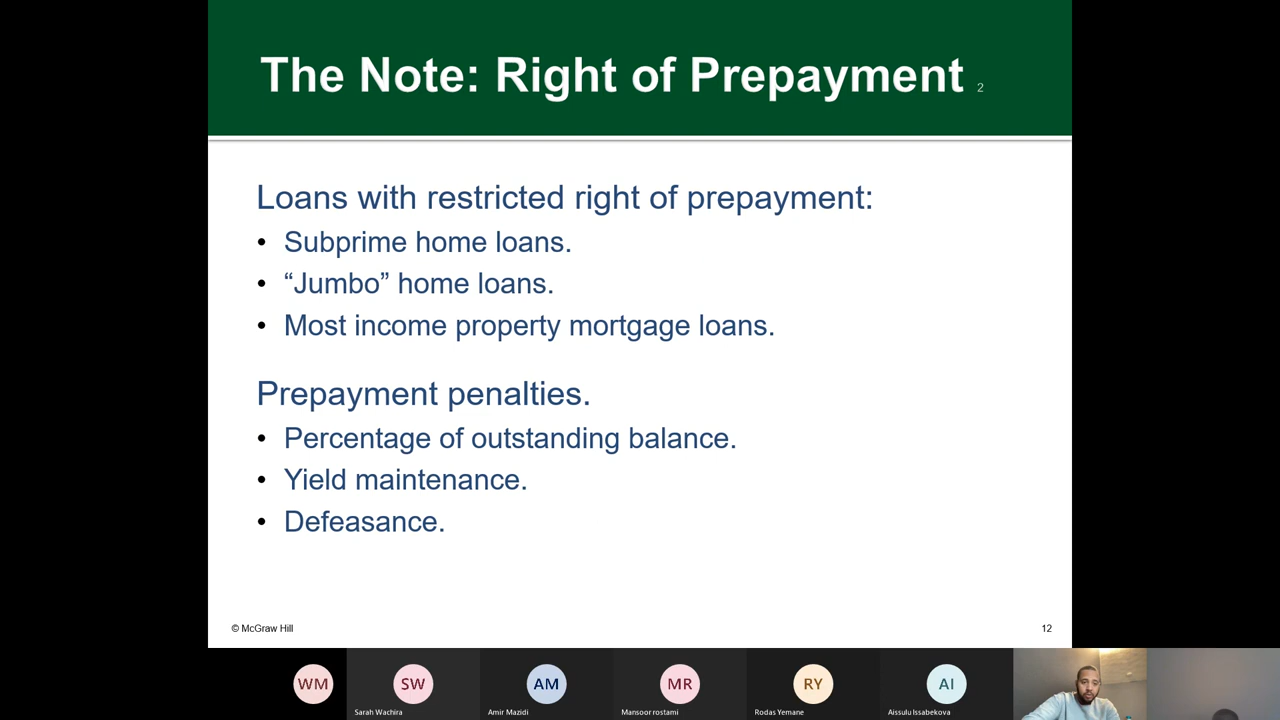 The Note: Right of Prepayment 2
Loans with restricted right of prepayment:
• Subprime home loans.
• “Jumbo” home loans.
• Most income property mortgage loans.
Prepayment penalties.
• Percentage of outstanding balance.
• Yield maintenance.
• Defeasance.
© McGraw Hill
12
WM
SW
AM
MR
RY
AI
Sarah Wachira
Amir Mazidi
Mansoor rostami
Rodas Yemane
Aissulu Issabekova